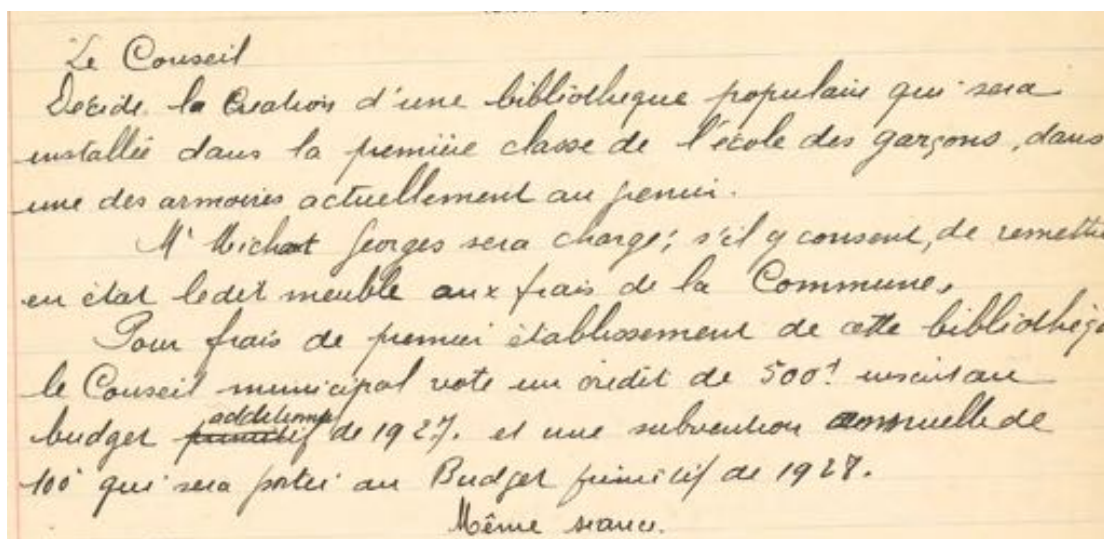 Le Conseil
Décide la Création d'une bibliothèque populaire qui sera
installée dans la première classe de l'école des garçons, dans
une des armoires actuellement au grenier.
Mr Michaut Georges sera chargé, s'il y consent, de remettre
en état ledit meuble aux frais de la Commune.
Pour frais de premier établissement de cette bibliothèque
le Conseil municipal vote un crédit de 500f inscrit au
budget primitif additionnel de 1927. et une subvention annuelle de
100f qui sera portée au Budget primitif de 1928.
Même séance.